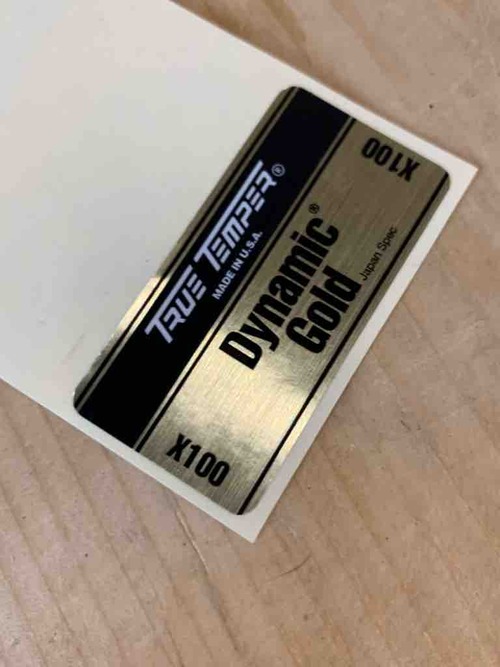 TRUE TEMPER®
MADE IN U.S.A.
X100
Dynamic®
Gold
Japan Spec
X100